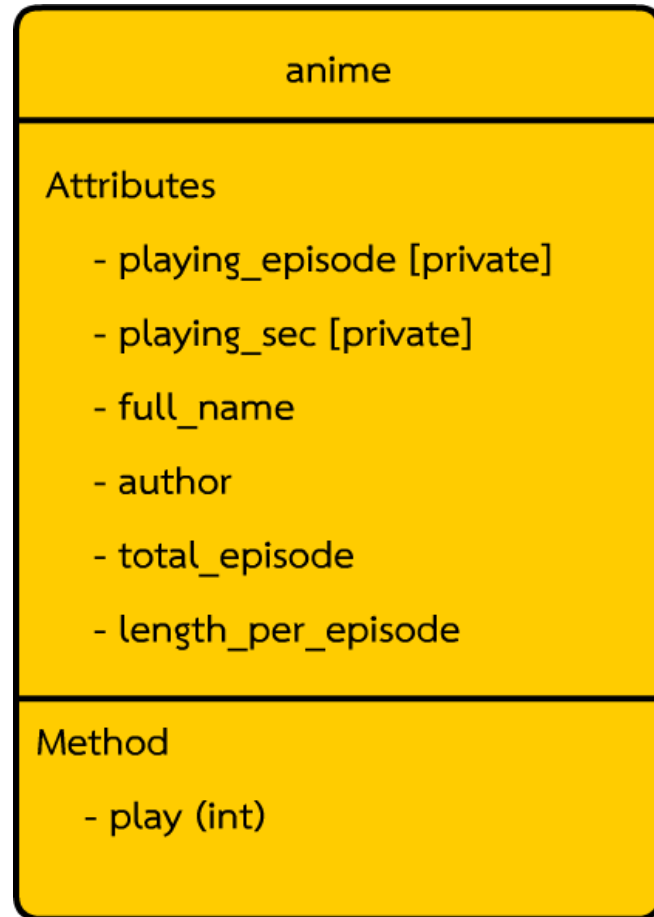 anime
Attributes
- playing_episode [private]
- playing_sec [private]
- full_name
- author
- total_episode
- length_per_episode
Method
- play (int)